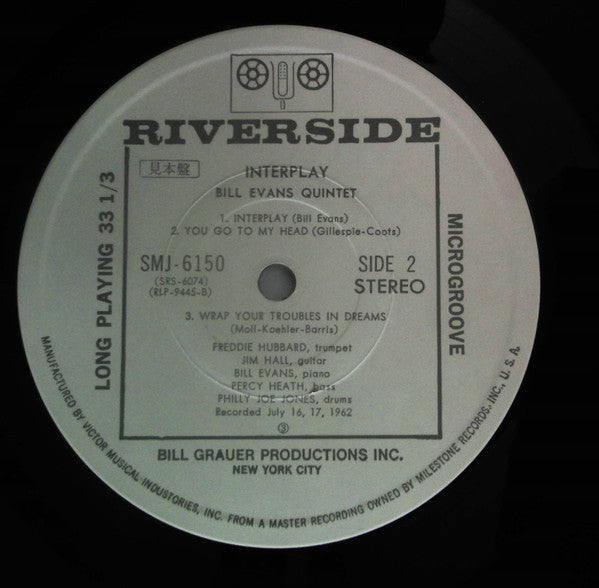 RIVERSIDE
見本盤
INTERPLAY
BILL EVANS QUINTET
1. INTERPLAY (Bill Evans)
2. YOU GO TO MY HEAD (Gillespie-Coots)
SMJ-6150
(SRS-6074)
(RLP-9445-B)
SIDE 2
STEREO
3. WRAP YOUR TROUBLES IN DREAMS
(Moll-Koehler-Barris)
FREDDIE HUBBARD, trumpet
JIM HALL, guitar
BILL EVANS, piano
PERCY HEATH, bass
PHILLY JOE JONES, drums
Recorded July 16, 17, 1962
③
LONG PLAYING 33 1/3
MICROGROOVE
BILL GRAUER PRODUCTIONS INC.
NEW YORK CITY
MANUFACTURED BY VICTOR MUSICAL INDUSTORIES, INC. FROM A MASTER RECORDING OWNED BY MILESTONE RECORDS, INC., U. S. A.